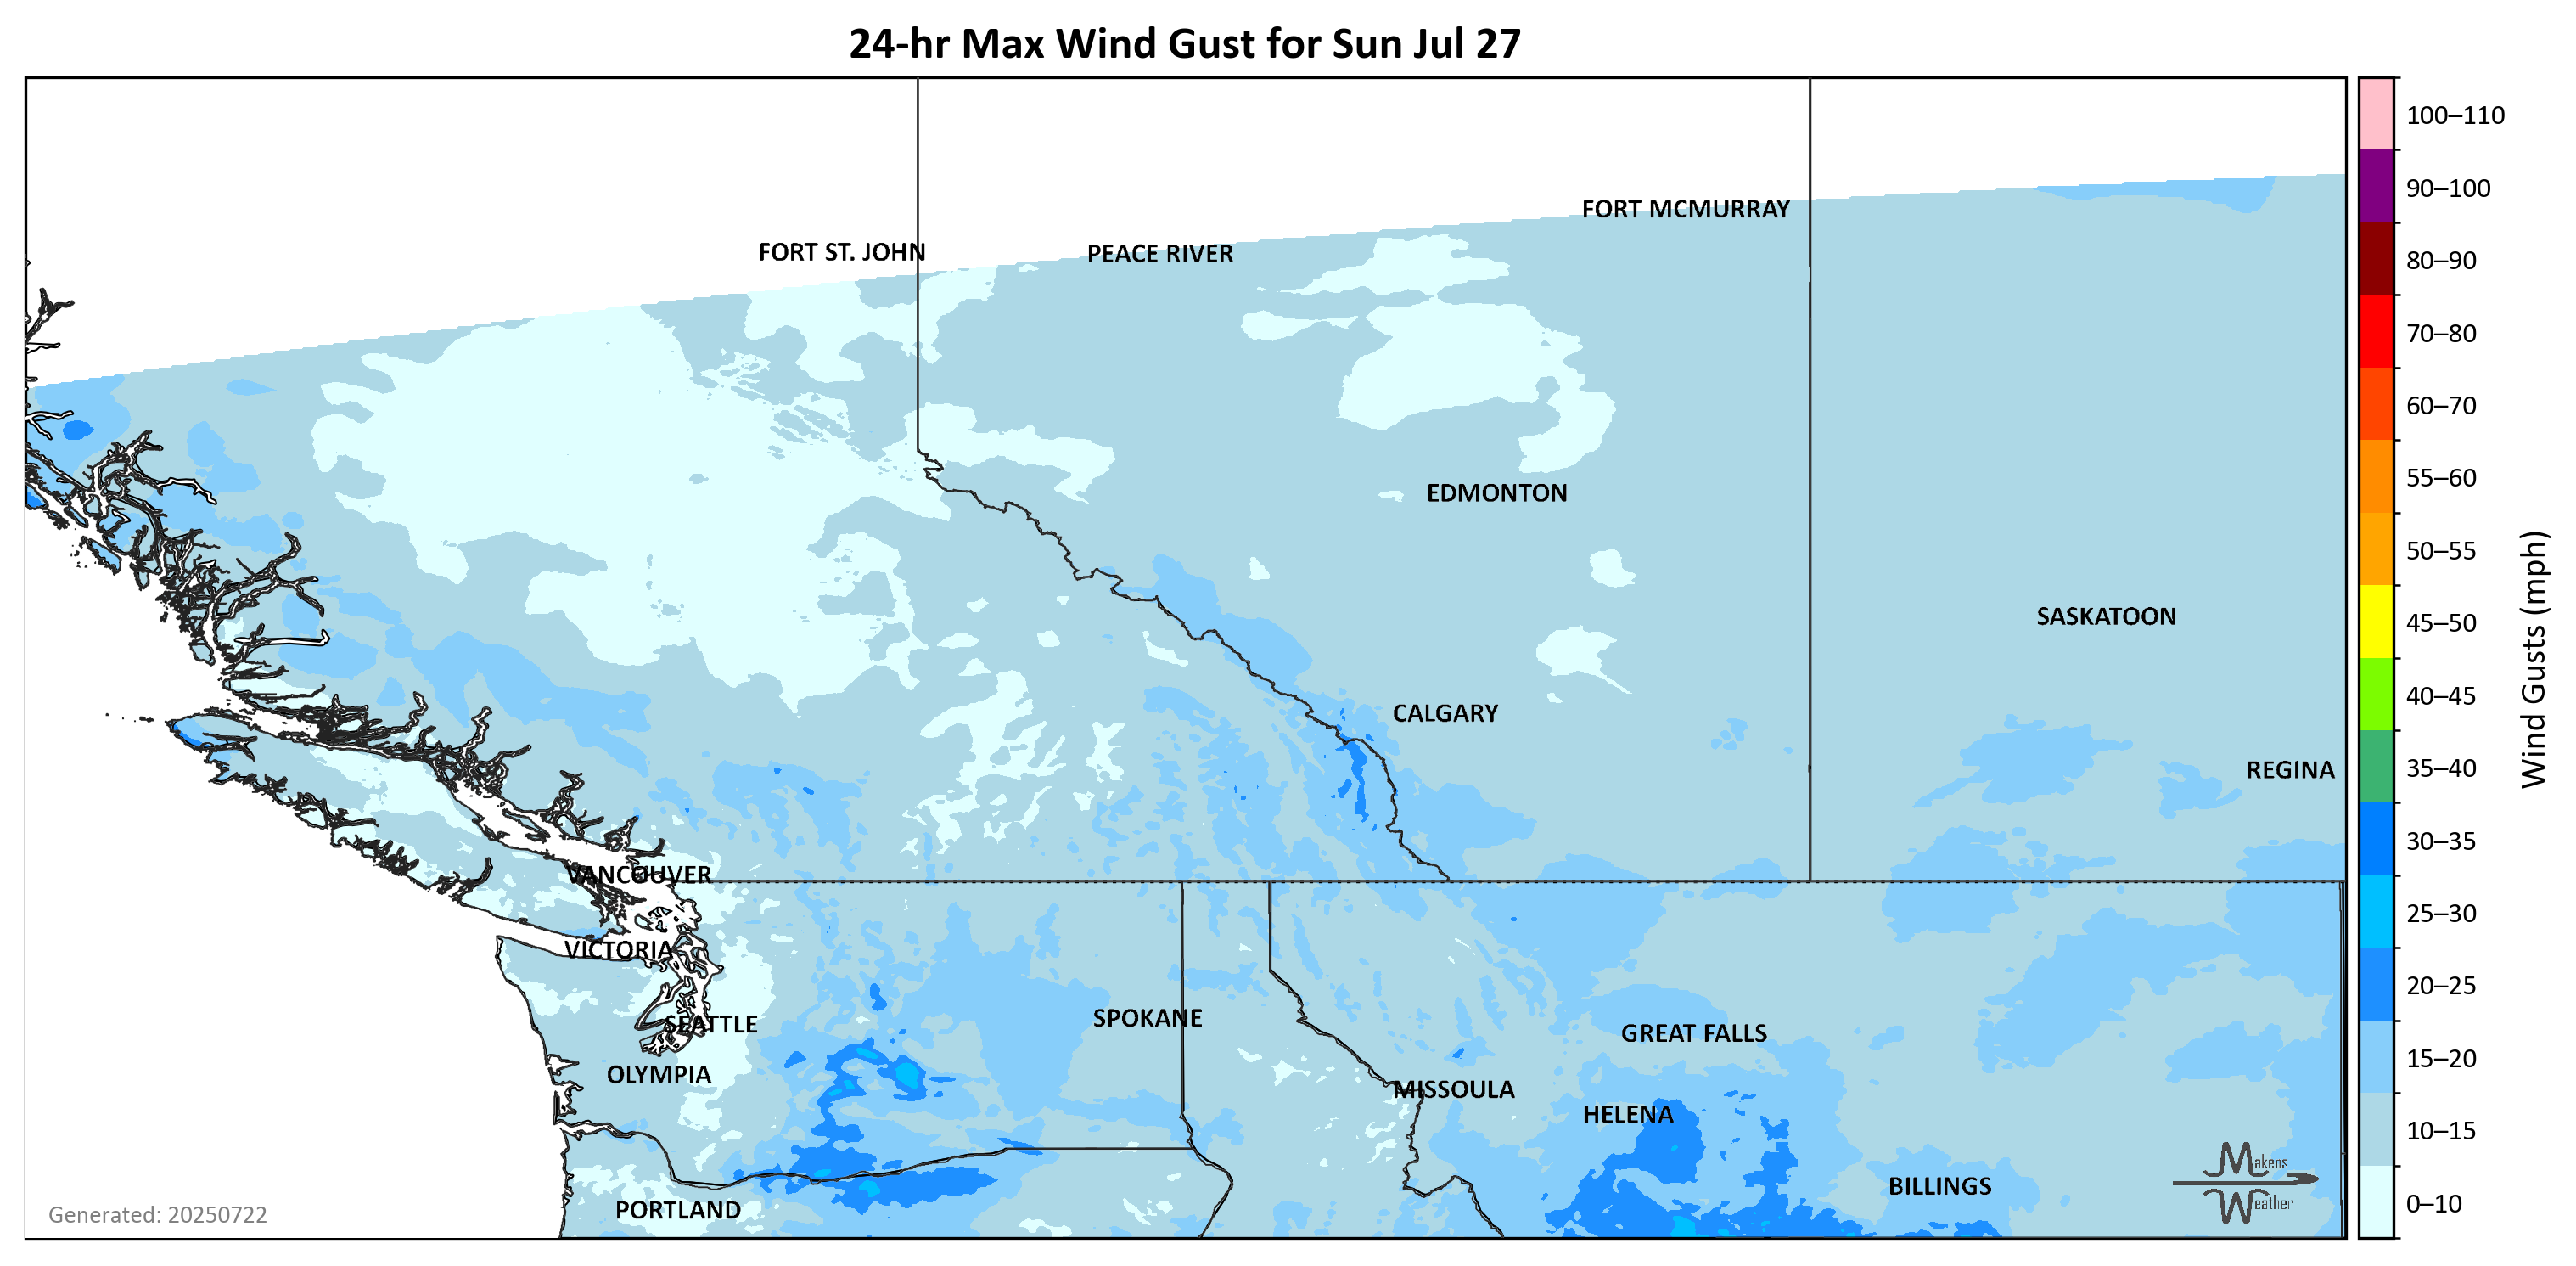 24-hr Max Wind Gust for Sun Jul 27
100–110
90–100
80–90
70–80
60–70
55–60
50–55
45–50
40–45
35–40
30–35
25–30
20–25
15–20
10–15
0–10
Wind Gusts (mph)
FORT MCMURRAY
FORT ST. JOHN
PEACE RIVER
EDMONTON
SASKATOON
CALGARY
REGINA
VANCOUVER
VICTORIA
SPOKANE
SEATTLE
GREAT FALLS
OLYMPIA
MISSOULA
HELENA
BILLINGS
PORTLAND
Makens
Weather
Generated: 20250722